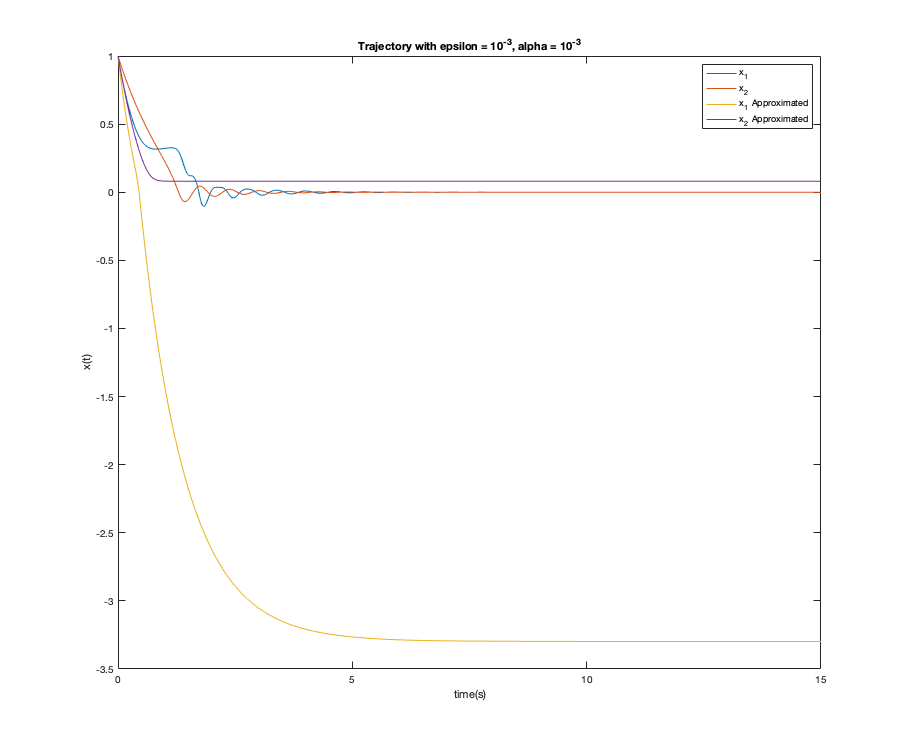 Trajectory with epsilon = 10^-3, alpha = 10^-3
x_1
x_2
x_1 Approximated
x_2 Approximated
1
0.5
0
-0.5
-1
-1.5
-2
-2.5
-3
-3.5
x(t)
0 5 10 15
time(s)